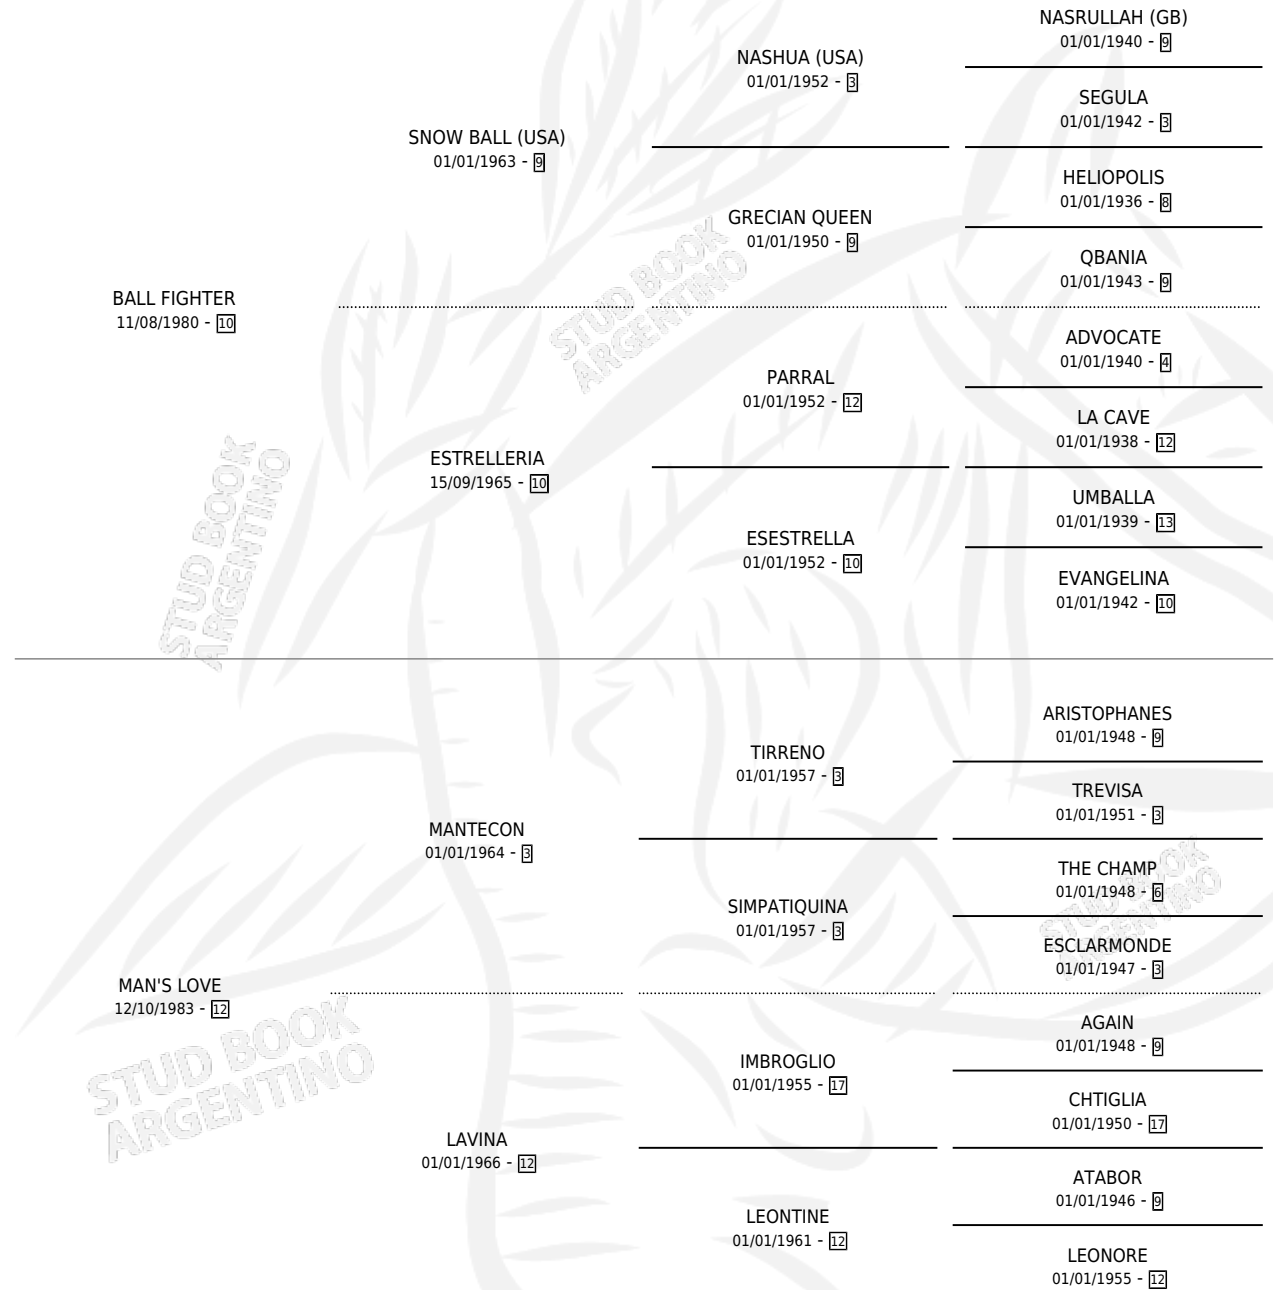 NASRULLAH (GB)
01/01/1940 - 9
NASHUA (USA)
01/01/1952 - 3
SEGULA
01/01/1942 - 3
SNOW BALL (USA)
01/01/1963 - 9
HELIOPOLIS
01/01/1936 - 8
GRECIAN QUEEN
01/01/1950 - 9
QBANIA
01/01/1943 - 9
BALL FIGHTER
11/08/1980 - 10
STUD BOOK
ARGENTINO
ADVOCATE
01/01/1940 - 4
PARRAL
01/01/1952 - 12
LA CAVE
01/01/1938 - 12
ESTRELLERIA
15/09/1965 - 10
UMBALLA
01/01/1939 - 13
ESESTRELLA
01/01/1952 - 10
EVANGELINA
01/01/1942 - 10
STUD BOOK
ARGENTINO
ARISTOPHANES
01/01/1948 - 9
TIRRENO
01/01/1957 - 3
TREVISA
01/01/1951 - 3
MANTECON
01/01/1964 - 3
THE CHAMP
01/01/1948 - 6
SIMPATIQUINA
01/01/1957 - 3
ESCLARMONDE
01/01/1947 - 3
STUD BOOK
ARGENTINO
MAN'S LOVE
12/10/1983 - 12
AGAIN
01/01/1948 - 9
IMBROGLIO
01/01/1955 - 17
CHTIGLIA
01/01/1950 - 17
STUD BOOK
ARGENTINO
LAVINA
01/01/1966 - 12
ATABOR
01/01/1946 - 9
LEONTINE
01/01/1961 - 12
LEONORE
01/01/1955 - 12